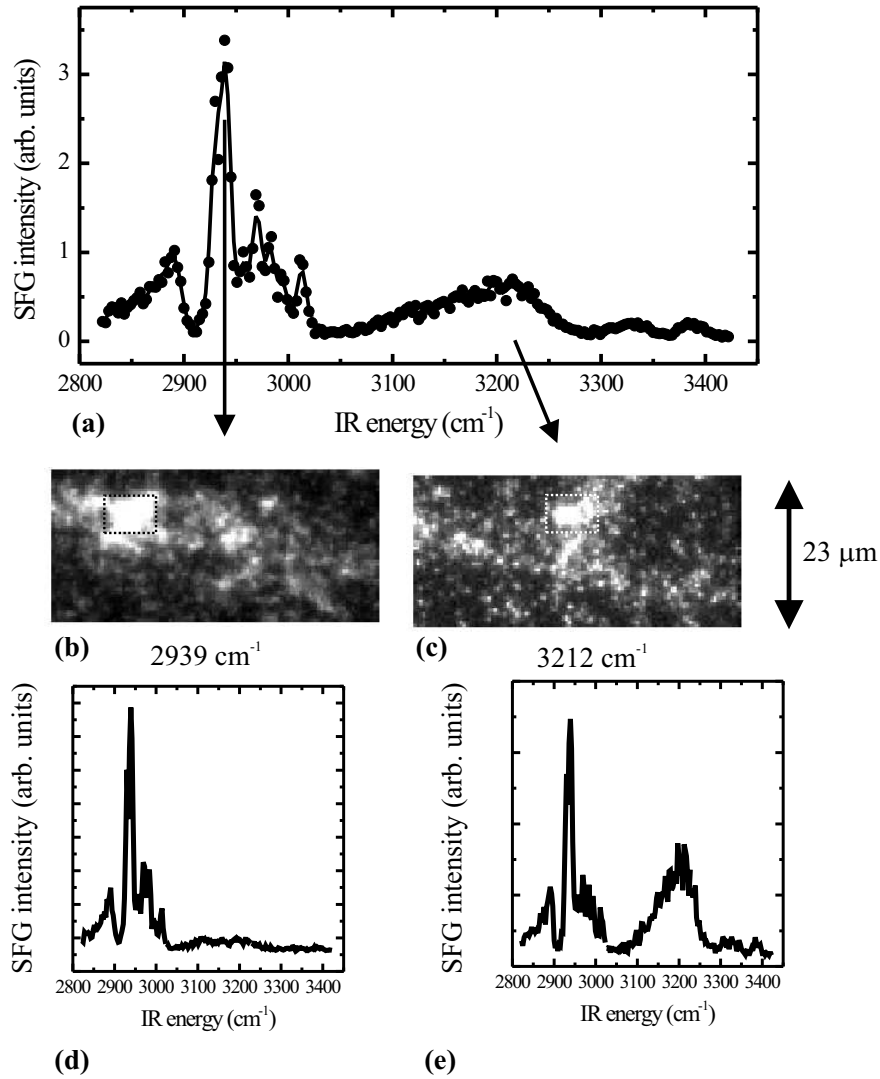 SFG intensity (arb. units)
3
2
1
0
2800 2900 3000 3100 3200 3300 3400
(a)
IR energy (cm⁻¹)
23 µm
(b)
2939 cm⁻¹
(c)
3212 cm⁻¹
SFG intensity (arb. units)
2800 2900 3000 3100 3200 3300 3400
IR energy (cm⁻¹)
(d)
SFG intensity (arb. units)
2800 2900 3000 3100 3200 3300 3400
IR energy (cm⁻¹)
(e)